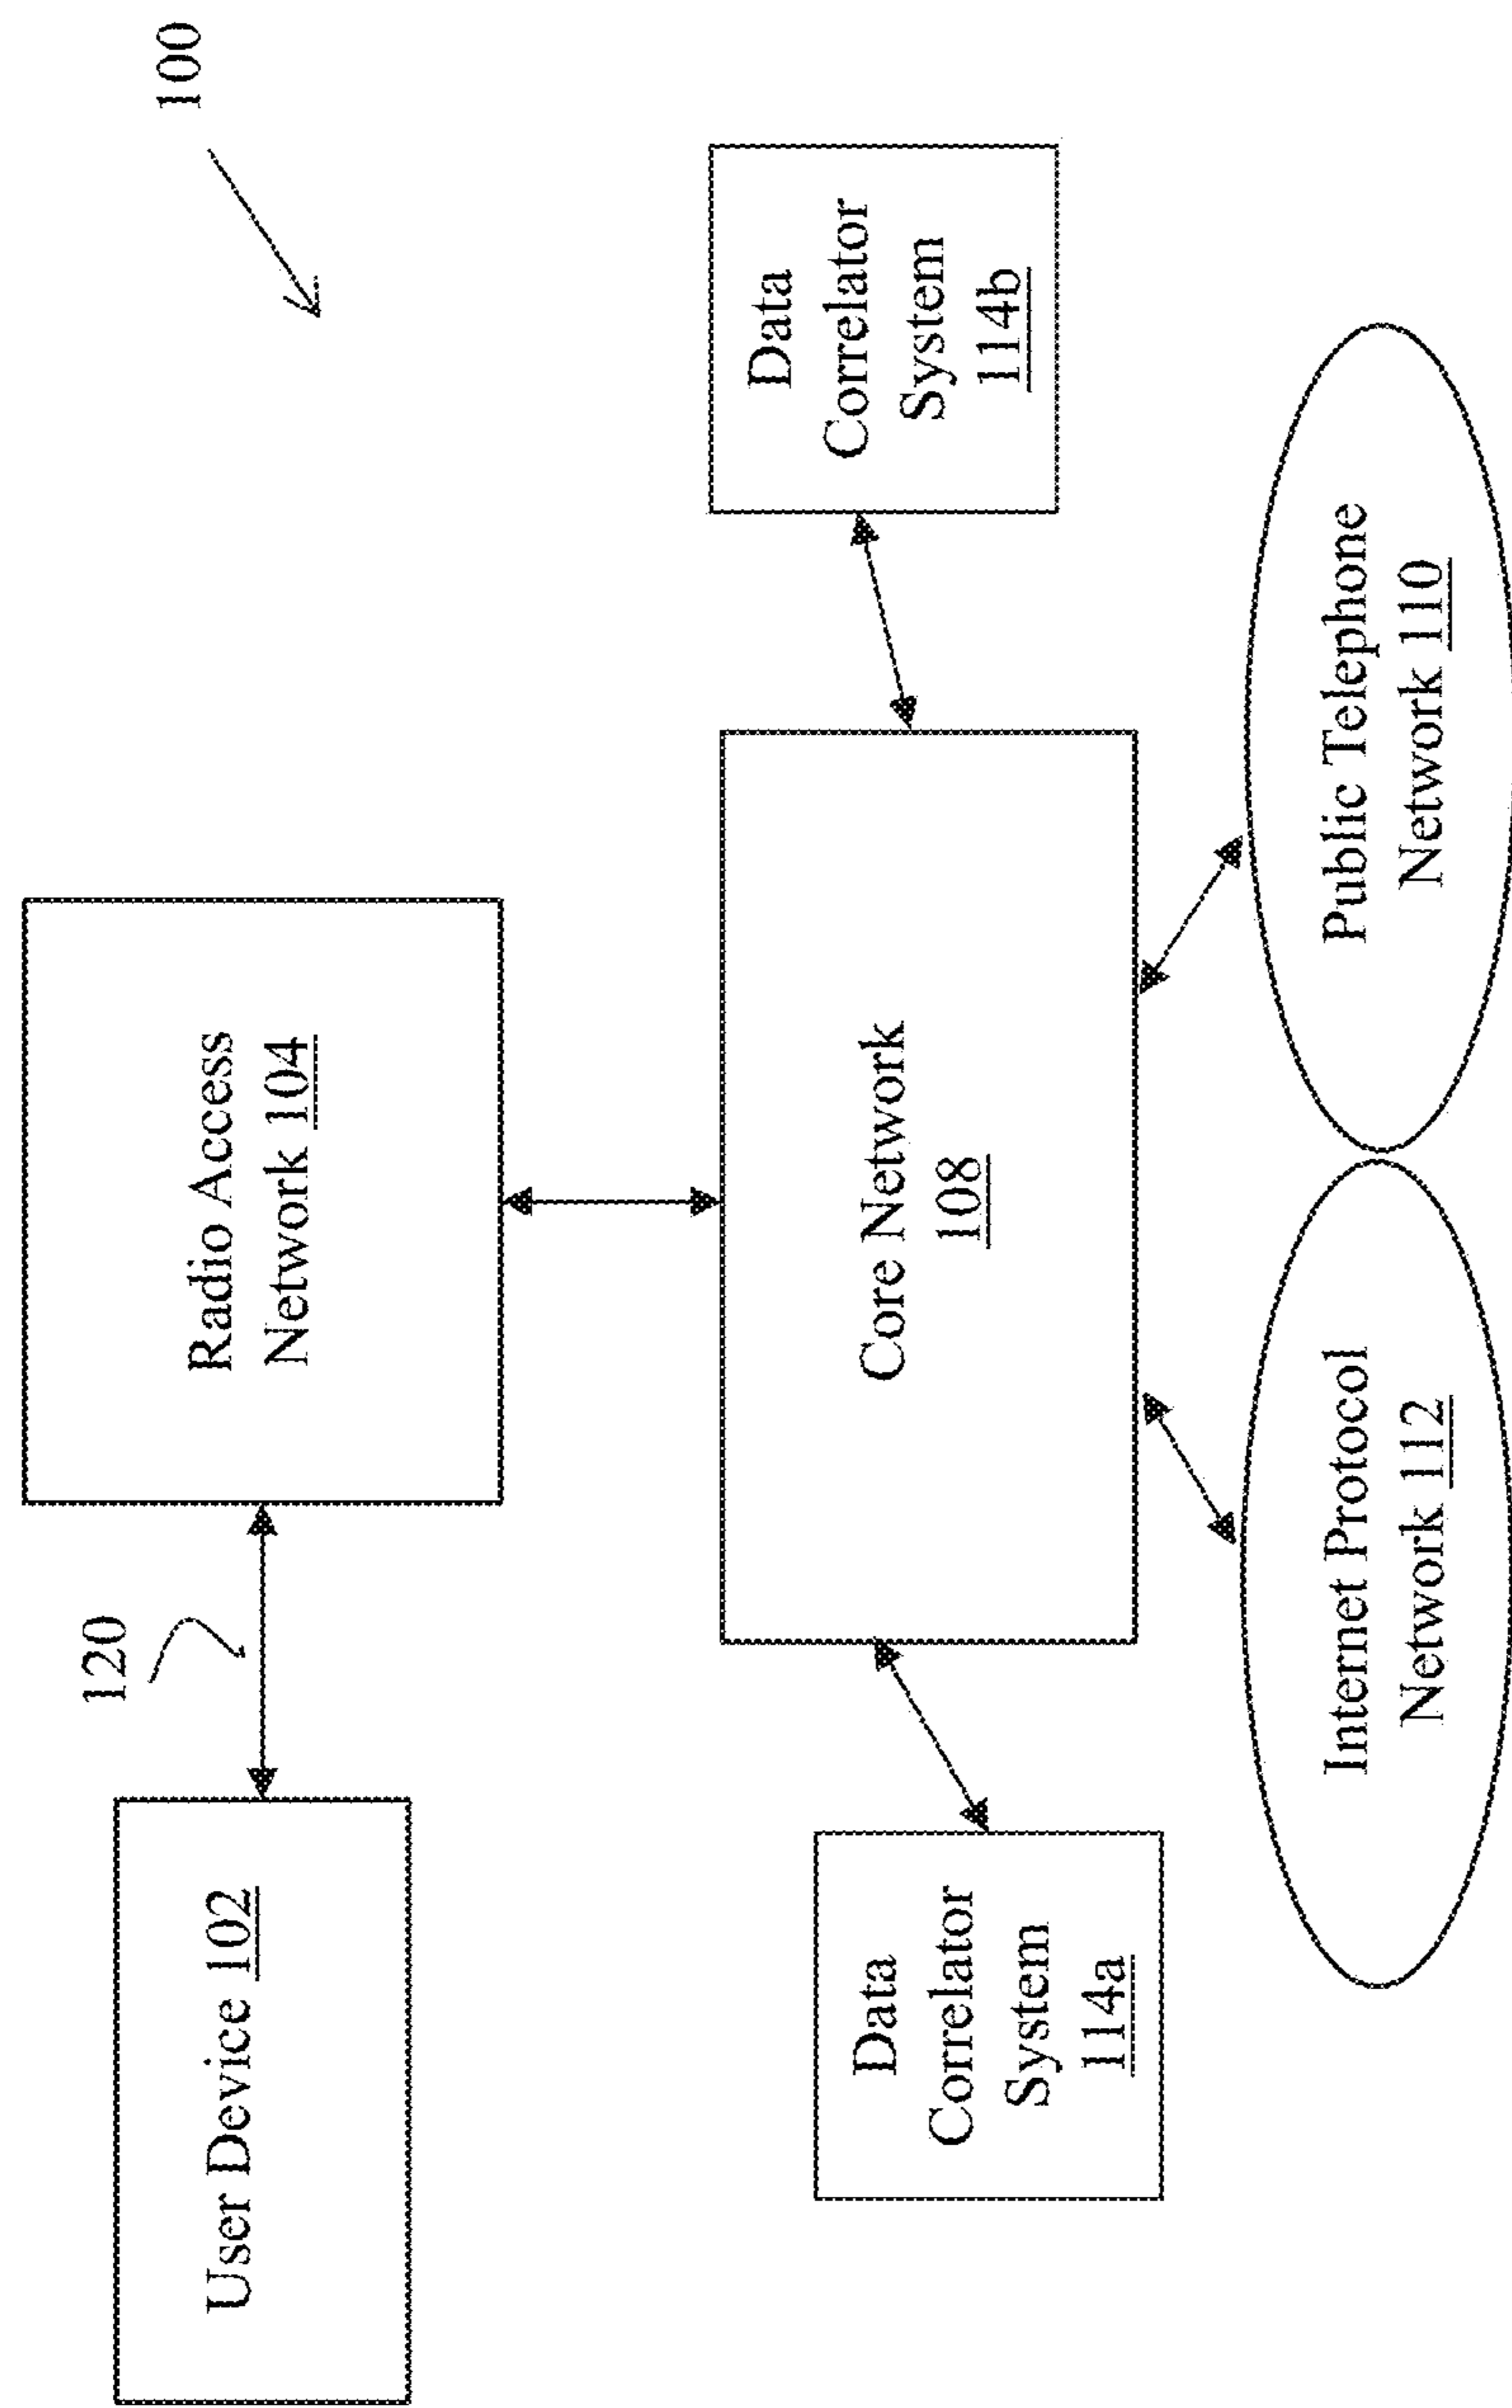 100
120
User Device 102
Radio Access
Network 104
Data
Correlator
System
114a
Core Network
108
Data
Correlator
System
114b
Internet Protocol
Network 112
Public Telephone
Network 110